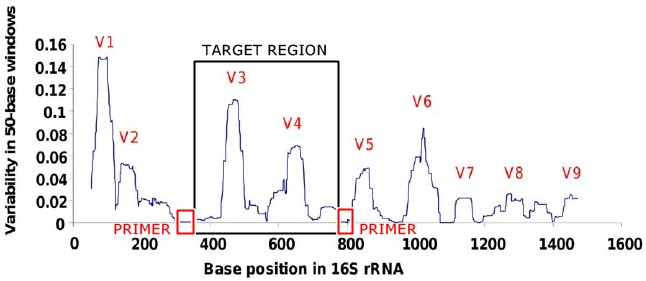 Variability in 50-base windows
0.16
0.14
0.12
0.1
0.08
0.06
0.04
0.02
0
V1
V2
TARGET REGION
V3
V4
V5
V6
V7
V8
V9
PRIMER
PRIMER
0 200 400 600 800 1000 1200 1400 1600
Base position in 16S rRNA